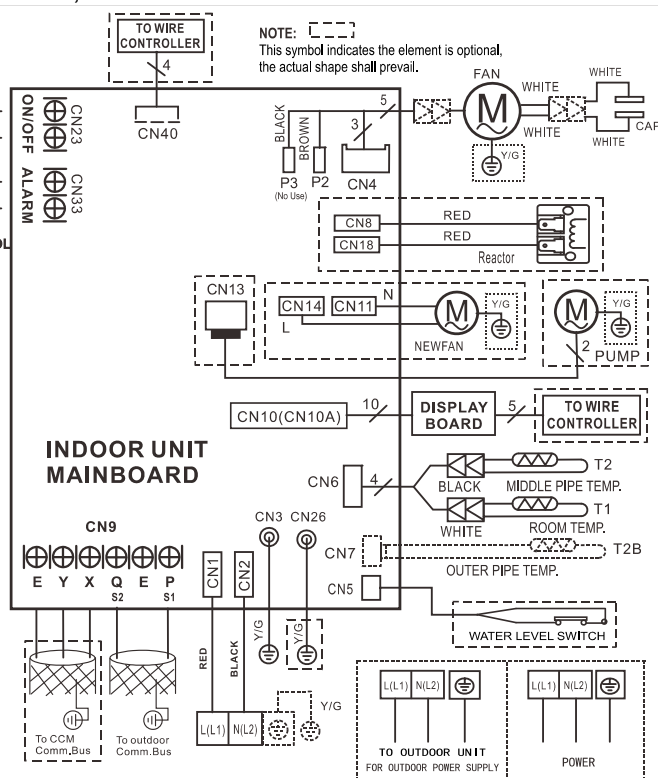 TO WIRE
CONTROLLER
4
CN40
NOTE:
This symbol indicates the element is optional,
the actual shape shall prevail.
ON/OFF
CN23
ALARM
CN33
BLACK
BROWN
3
5
P3
(No Use)
P2
CN4
FAN
M
WHITE
WHITE
Y/G
WHITE
WHITE
CAP
CN8
RED
CN18
RED
Reactor
CN13
CN14
CN11
N
L
M
Y/G
NEWFAN
M
Y/G
2
PUMP
CN10(CN10A)
10
DISPLAY
BOARD
5
TO WIRE
CONTROLLER
INDOOR UNIT
MAINBOARD
CN6
4
BLACK
MIDDLE PIPE TEMP.
T2
WHITE
ROOM TEMP.
T1
CN7
OUTER PIPE TEMP.
T2B
CN5
WATER LEVEL SWITCH
CN9
E Y X Q E P
S2 S1
CN1
CN2
CN3
CN26
RED
BLACK
Y/G
Y/G
To CCM
Comm.Bus
To outdoor
Comm.Bus
L(L1) N(L2)
Y/G
L(L1) N(L2)
TO OUTDOOR UNIT
FOR OUTDOOR POWER SUPPLY
L(L1) N(L2)
POWER